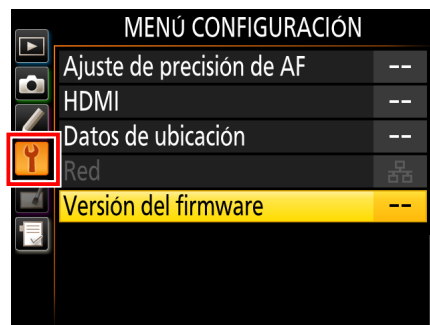 MENÚ CONFIGURACIÓN
Ajuste de precisión de AF --
HDMI --
Datos de ubicación --
Red
Versión del firmware --